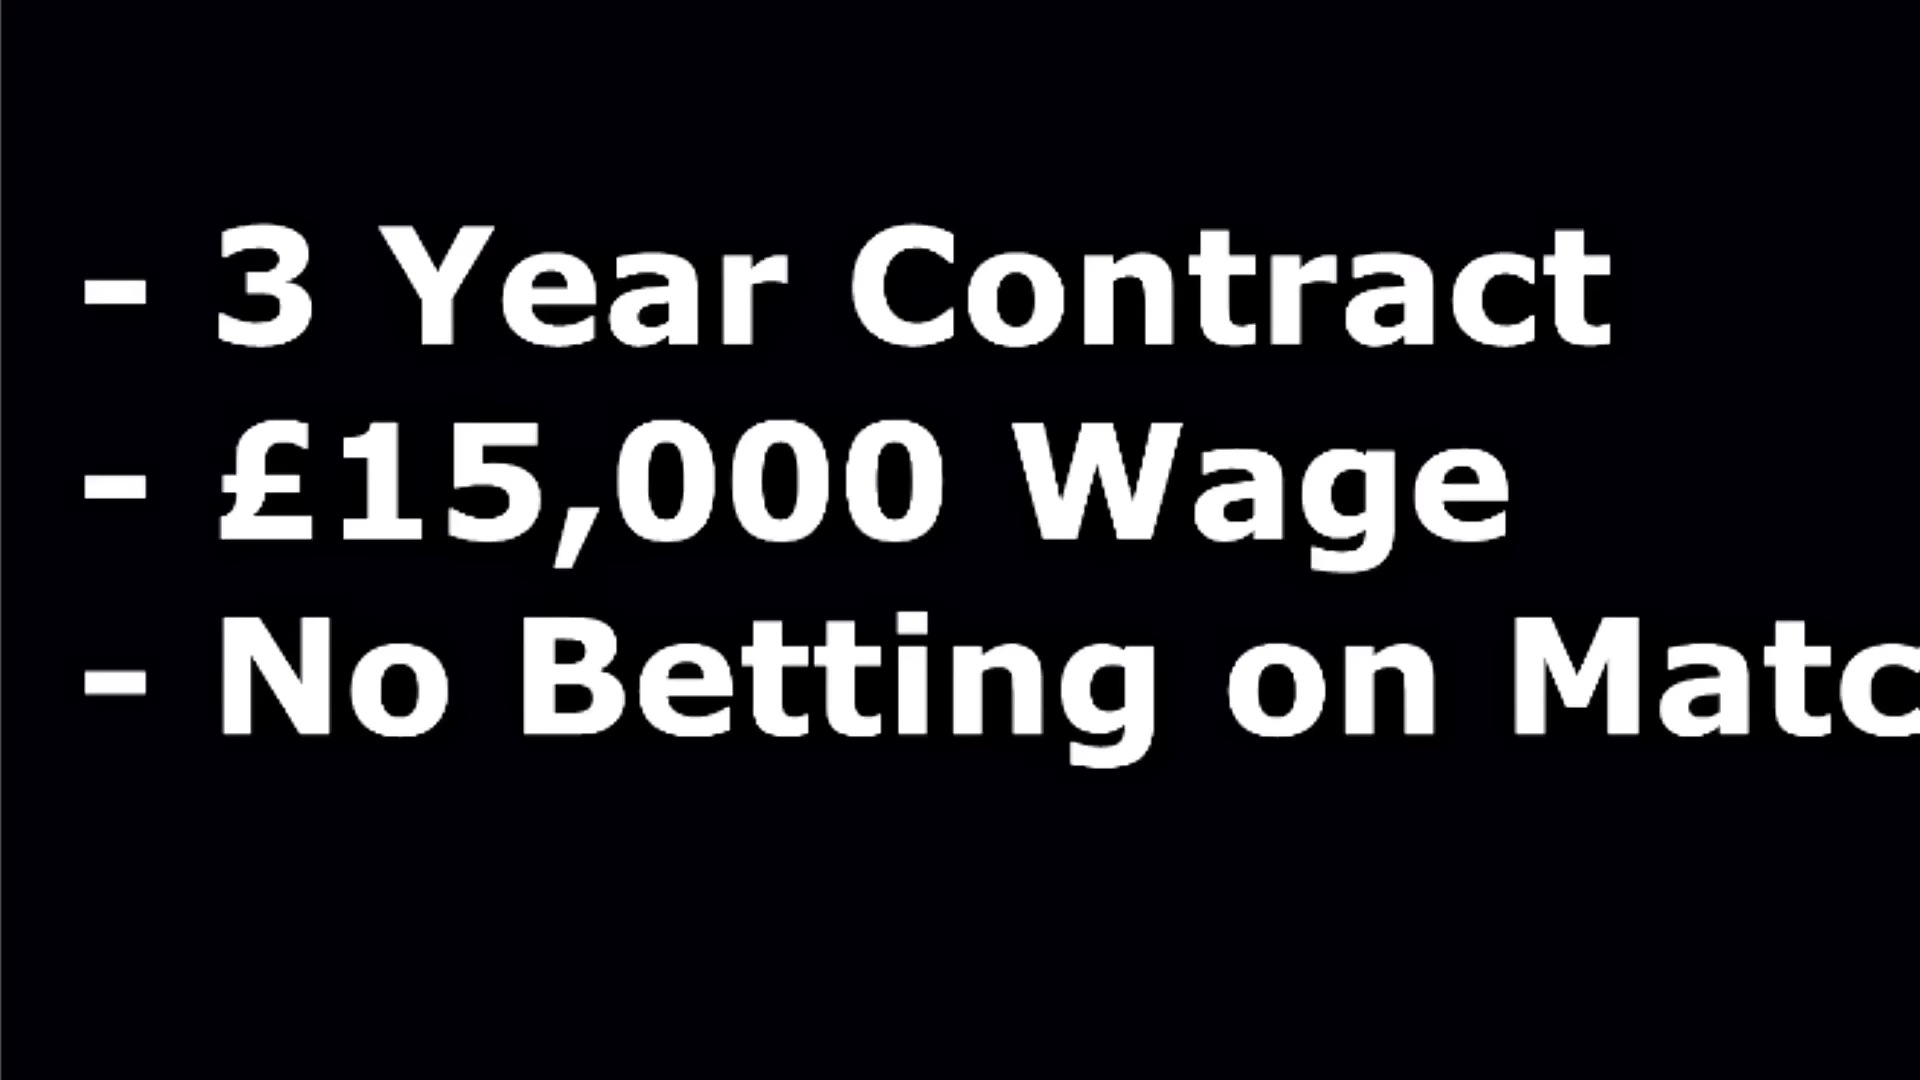 - 3 Year Contract
- £15,000 Wage
- No Betting on Matc